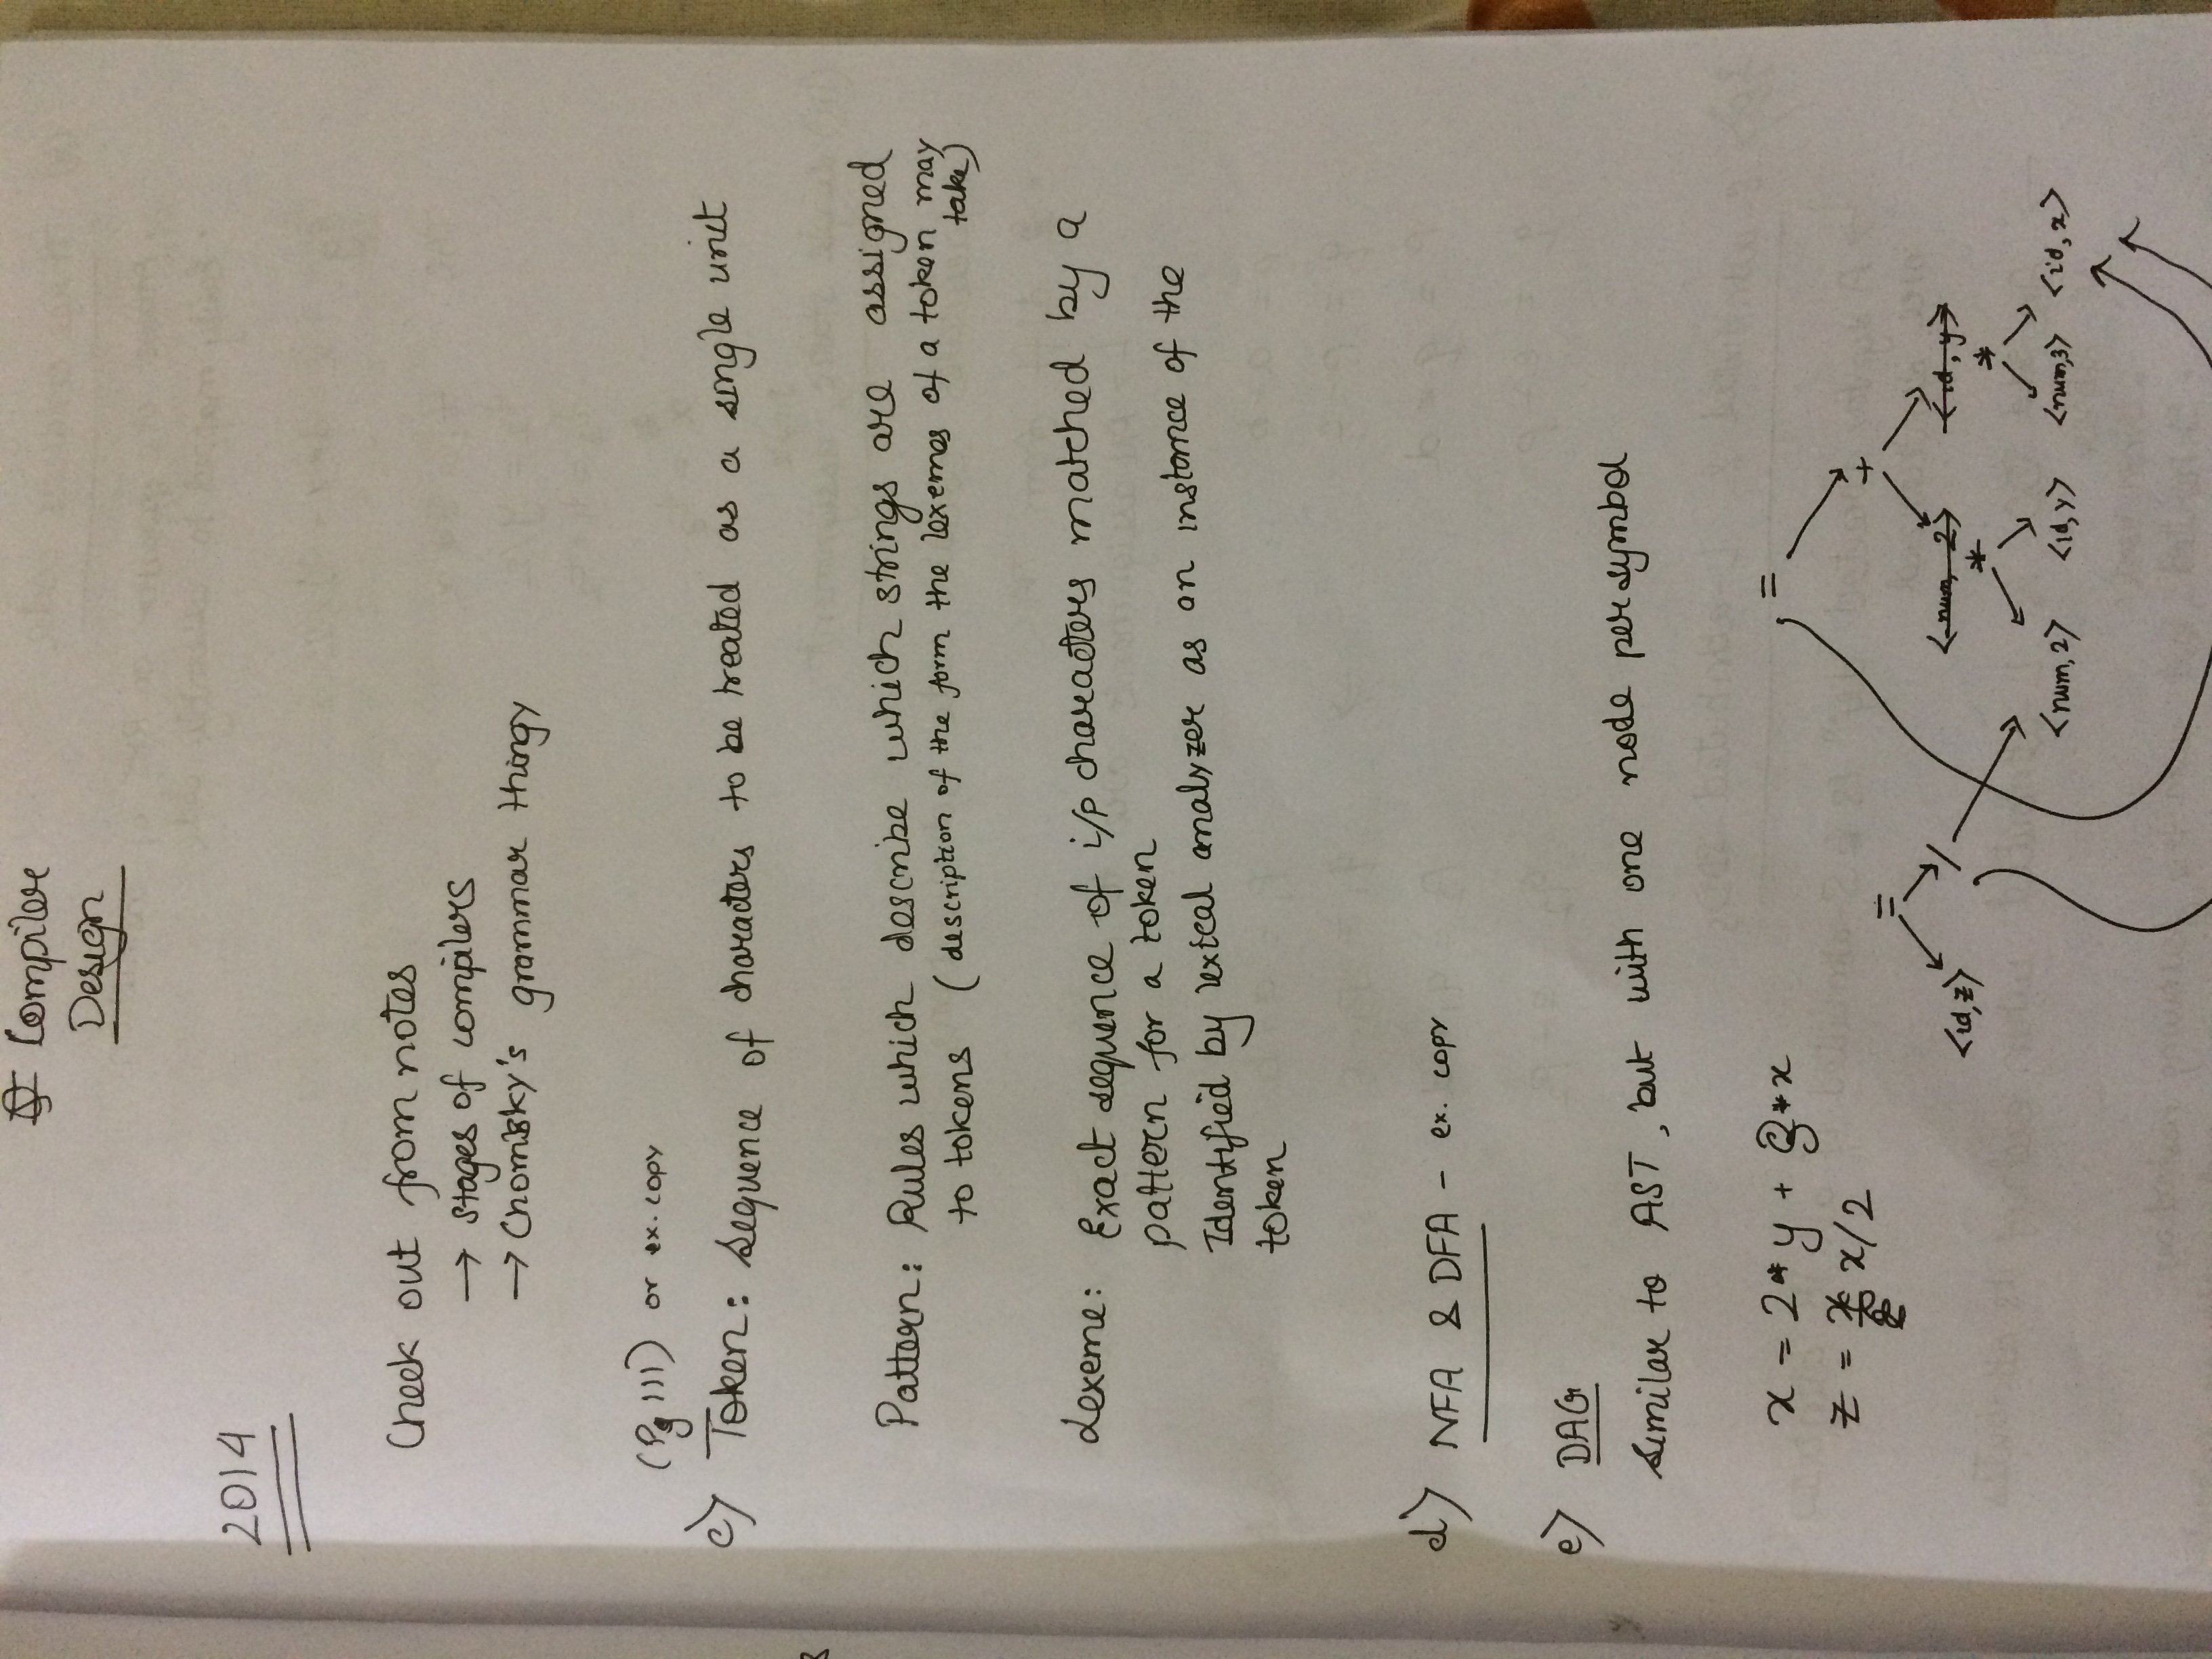 Compiler
Design
2014
Check out from notes
→ stages of compilers
→ Chomsky's grammar thingy
(Pg 111) or ex. copy
c) Token: Sequence of characters to be treated as a single unit
Pattern: Rules which describe which strings are assigned
to tokens (description of the form the lexemes of a token may
take)
Lexeme: Exact sequence of i/p characters matched by a
pattern for a token
Identified by lexical analyzer as an instance of the
token
d) NFA & DFA - ex. copy
e) DAG
Similar to AST, but with one node per symbol
x = 2*y + 3*x
z = x/2
=
+
<num, 2> <id, y>
* *
<num,2> <id,y> <num,3> <id,x>
=
<id,z> /